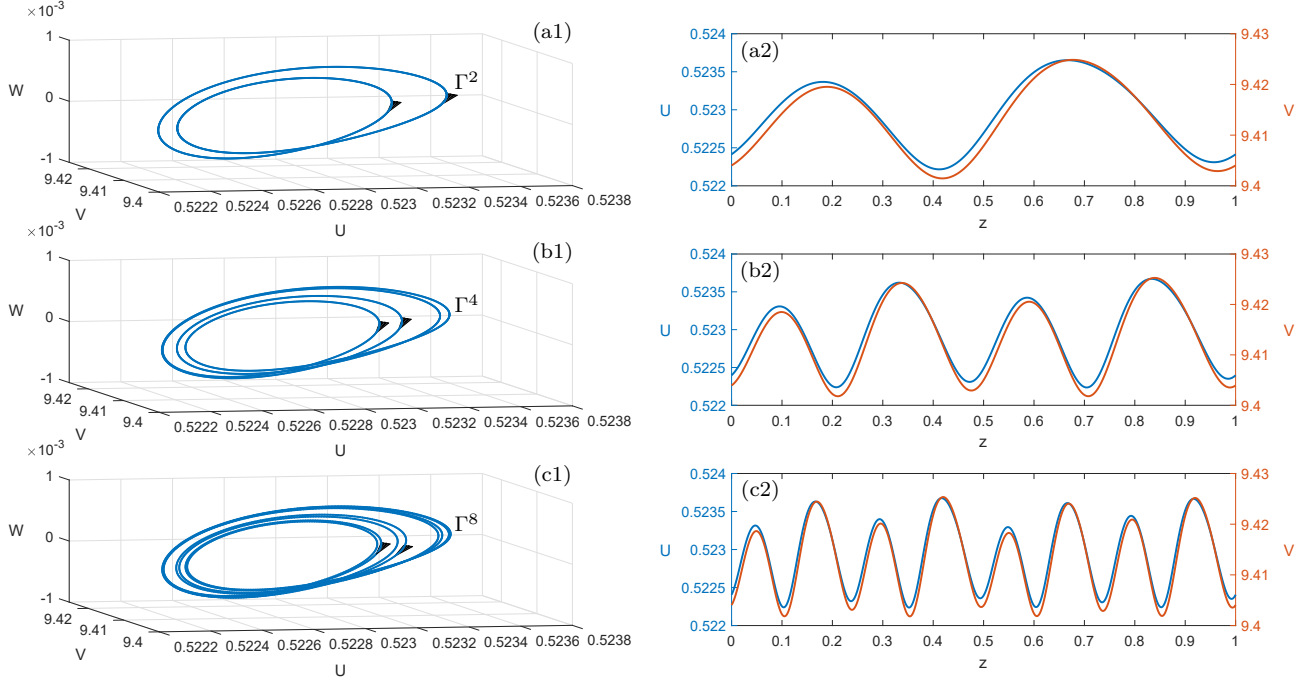 ×10⁻³
(a1)
1
W
0
-1
9.42
9.41
9.4
V
Γ²
0.5222
0.5224
0.5226
0.5228
0.523
0.5232
0.5234
0.5236
0.5238
U
(a2)
0.524
0.5235
0.523
0.5225
0.522
U
9.43
9.42
9.41
9.4
V
0 0.1 0.2 0.3 0.4 0.5 0.6 0.7 0.8 0.9 1
z
×10⁻³
(b1)
1
W
0
-1
9.42
9.41
9.4
V
Γ⁴
0.5222
0.5224
0.5226
0.5228
0.523
0.5232
0.5234
0.5236
0.5238
U
(b2)
0.524
0.5235
0.523
0.5225
0.522
U
9.43
9.42
9.41
9.4
V
0 0.1 0.2 0.3 0.4 0.5 0.6 0.7 0.8 0.9 1
z
×10⁻³
(c1)
1
W
0
-1
9.42
9.41
9.4
V
Γ⁸
0.5222
0.5224
0.5226
0.5228
0.523
0.5232
0.5234
0.5236
0.5238
U
(c2)
0.524
0.5235
0.523
0.5225
0.522
U
9.43
9.42
9.41
9.4
V
0 0.1 0.2 0.3 0.4 0.5 0.6 0.7 0.8 0.9 1
z